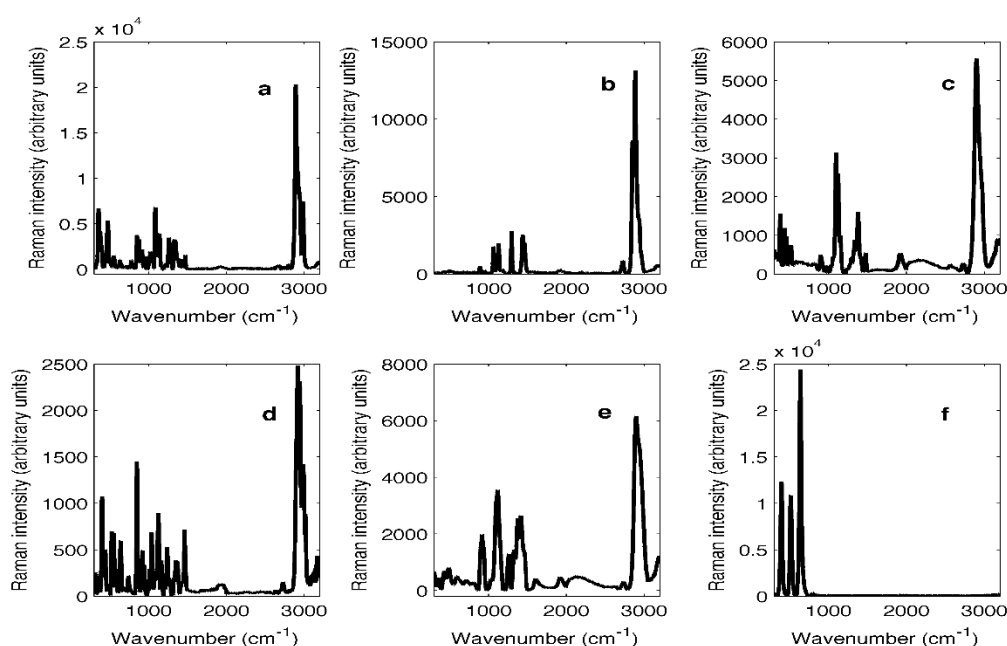 x 10⁴
2.5
2
1.5
1
0.5
0
1000 2000 3000
Raman intensity (arbitrary units)
Wavenumber (cm⁻¹)
a
15000
10000
5000
0
1000 2000 3000
Raman intensity (arbitrary units)
Wavenumber (cm⁻¹)
b
6000
5000
4000
3000
2000
1000
0
1000 2000 3000
Raman intensity (arbitrary units)
Wavenumber (cm⁻¹)
c
2500
2000
1500
1000
500
0
1000 2000 3000
Raman intensity (arbitrary units)
Wavenumber (cm⁻¹)
d
8000
6000
4000
2000
0
1000 2000 3000
Raman intensity (arbitrary units)
Wavenumber (cm⁻¹)
e
x 10⁴
2.5
2
1.5
1
0.5
0
1000 2000 3000
Raman intensity (arbitrary units)
Wavenumber (cm⁻¹)
f